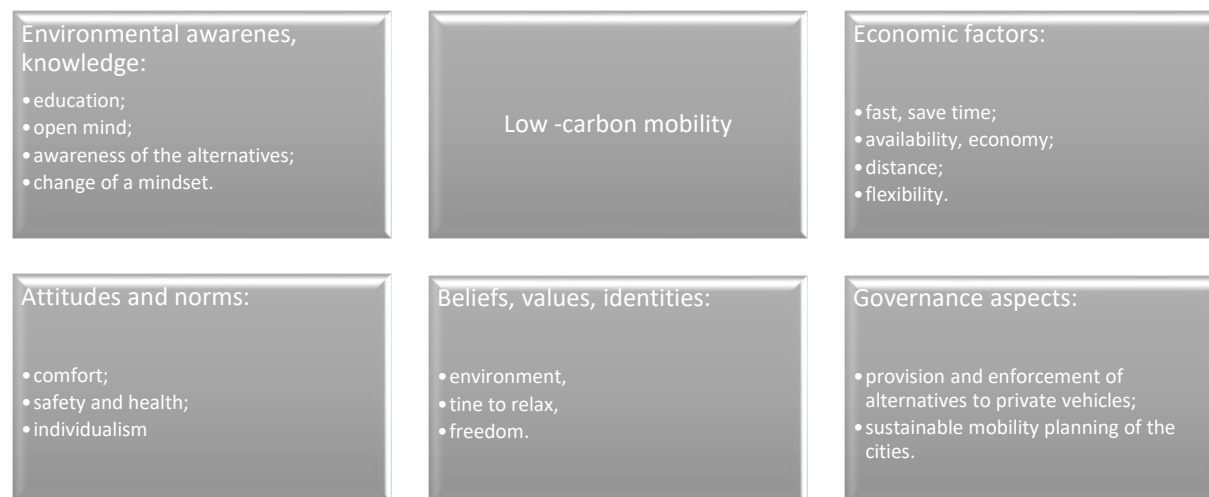 Environmental awarenes,
knowledge:
•education;
•open mind;
•awareness of the alternatives;
•change of a mindset.
Low -carbon mobility
Economic factors:
•fast, save time;
•availability, economy;
•distance;
•flexibility.
Attitudes and norms:
•comfort;
•safety and health;
•individualism
Beliefs, values, identities:
•environment,
•tine to relax,
•freedom.
Governance aspects:
•provision and enforcement of
alternatives to private vehicles;
•sustainable mobility planning of the
cities.